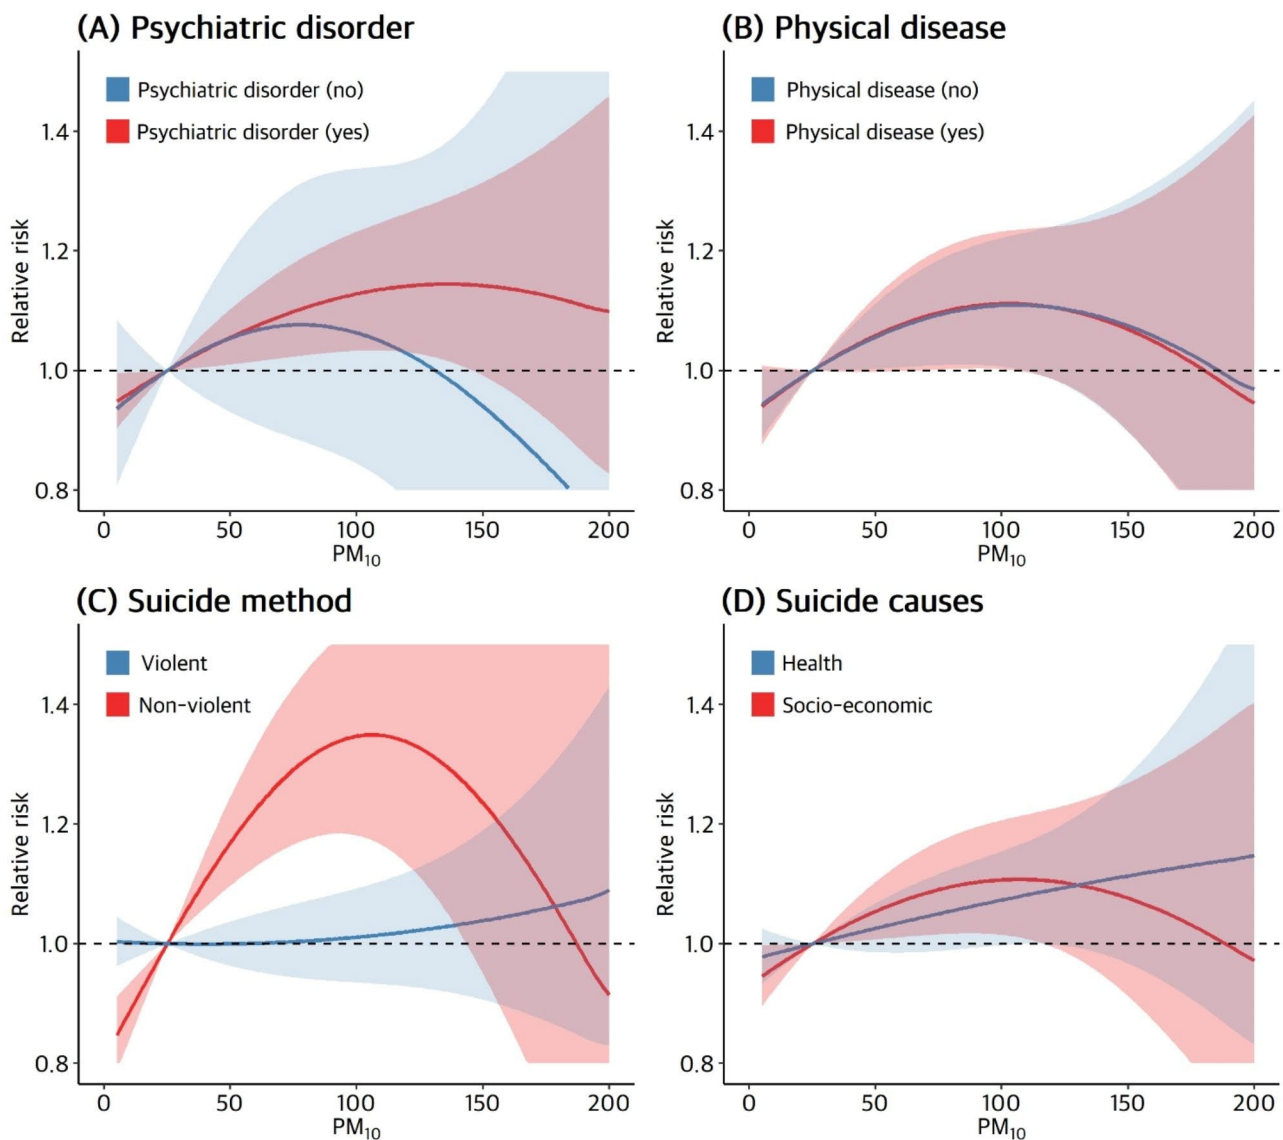 (A) Psychiatric disorder
Psychiatric disorder (no)
Psychiatric disorder (yes)
Relative risk
1.4
1.2
1.0
0.8
0 50 100 150 200
PM10
(B) Physical disease
Physical disease (no)
Physical disease (yes)
Relative risk
1.4
1.2
1.0
0.8
0 50 100 150 200
PM10
(C) Suicide method
Violent
Non-violent
Relative risk
1.4
1.2
1.0
0.8
0 50 100 150 200
PM10
(D) Suicide causes
Health
Socio-economic
Relative risk
1.4
1.2
1.0
0.8
0 50 100 150 200
PM10